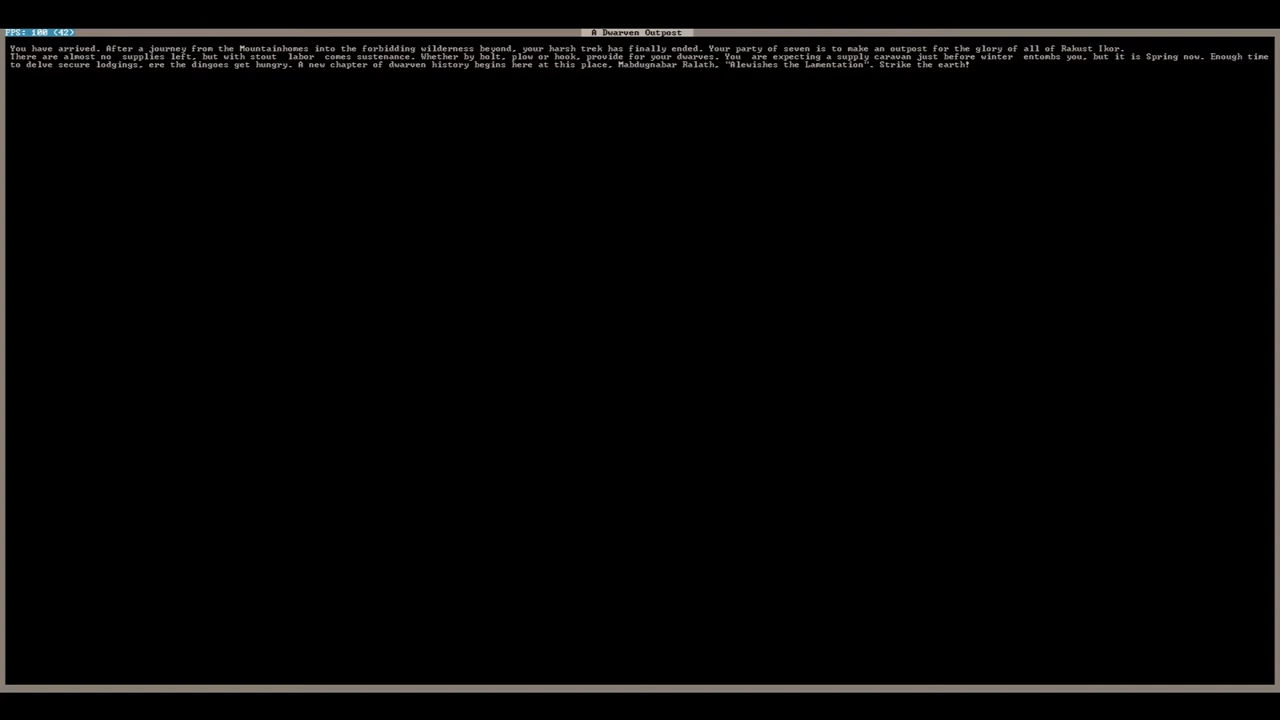 FPS: 100 (42)
A Dwarven Outpost
You have arrived. After a journey from the Mountainhomes into the forbidding wilderness beyond, your harsh trek has finally ended. Your party of seven is to make an outpost for the glory of all of Rakust Ikor.
There are almost no  supplies left, but with stout  labor  comes sustenance. Whether by bolt, plow or hook, provide for your dwarves. You  are expecting a supply caravan just before winter  entombs you, but it is Spring now. Enough time
to delve secure lodgings, ere the dingoes get hungry. A new chapter of dwarven history begins here at this place, Mabdugnabar Ralath, "Alewishes the Lamentation". Strike the earth!